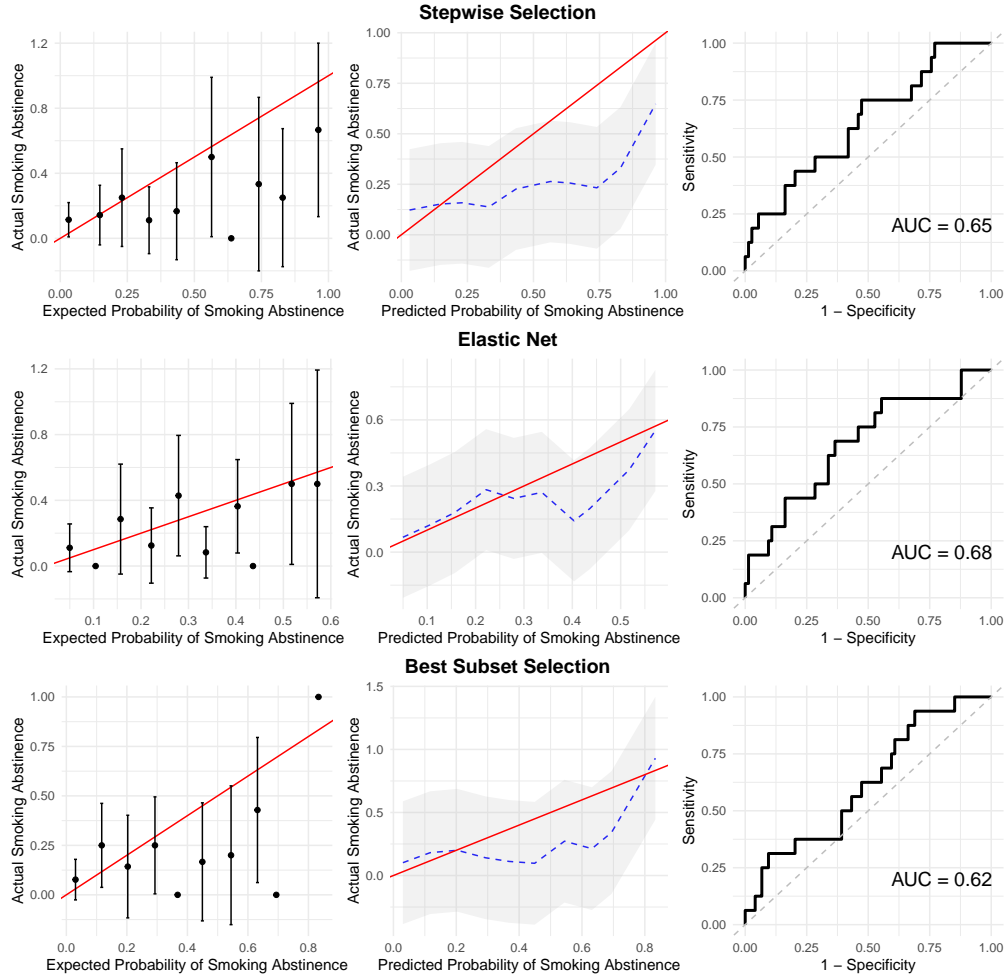 Stepwise Selection
Actual Smoking Abstinence
1.2
0.8
0.4
0.0
0.00 0.25 0.50 0.75 1.00
Expected Probability of Smoking Abstinence
Actual Smoking Abstinence
1.00
0.75
0.50
0.25
0.00
0.00 0.25 0.50 0.75 1.00
Predicted Probability of Smoking Abstinence
Sensitivity
1.00
0.75
0.50
0.25
0.00
AUC = 0.65
0.00 0.25 0.50 0.75 1.00
1 − Specificity
Elastic Net
Actual Smoking Abstinence
1.2
0.8
0.4
0.0
0.1 0.2 0.3 0.4 0.5 0.6
Expected Probability of Smoking Abstinence
Actual Smoking Abstinence
0.6
0.3
0.0
0.1 0.2 0.3 0.4 0.5
Predicted Probability of Smoking Abstinence
Sensitivity
1.00
0.75
0.50
0.25
0.00
AUC = 0.68
0.00 0.25 0.50 0.75 1.00
1 − Specificity
Best Subset Selection
Actual Smoking Abstinence
1.00
0.75
0.50
0.25
0.00
0.0 0.2 0.4 0.6 0.8
Expected Probability of Smoking Abstinence
Actual Smoking Abstinence
1.5
1.0
0.5
0.0
0.0 0.2 0.4 0.6 0.8
Predicted Probability of Smoking Abstinence
Sensitivity
1.00
0.75
0.50
0.25
0.00
AUC = 0.62
0.00 0.25 0.50 0.75 1.00
1 − Specificity